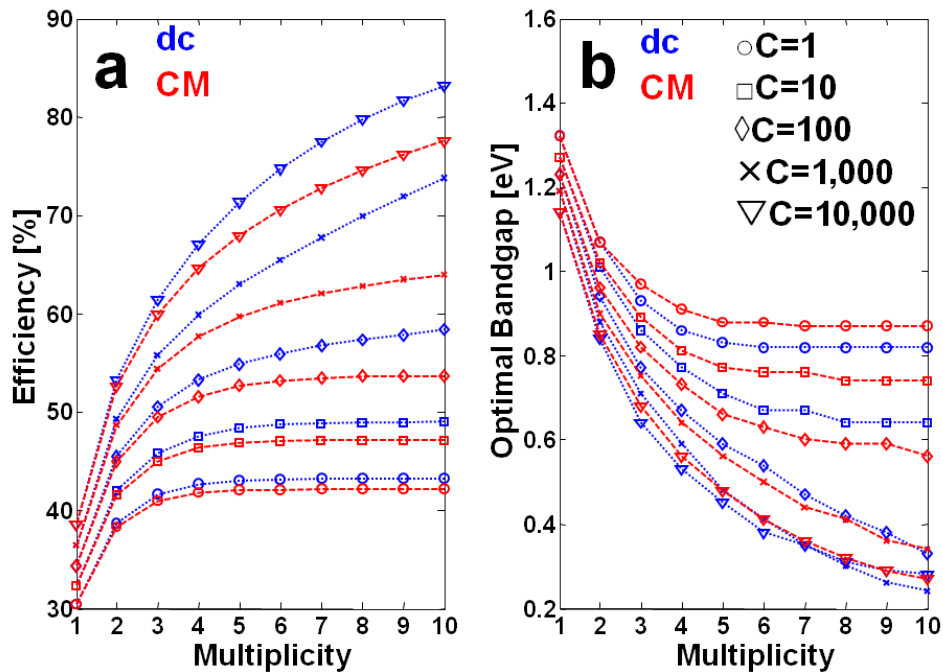 a
dc
CM
90
80
70
60
50
40
30
1 2 3 4 5 6 7 8 9 10
Multiplicity
Efficiency [%]
b
dc
CM
C=1
C=10
C=100
C=1,000
C=10,000
1.6
1.4
1.2
1
0.8
0.6
0.4
0.2
1 2 3 4 5 6 7 8 9 10
Multiplicity
Optimal Bandgap [eV]